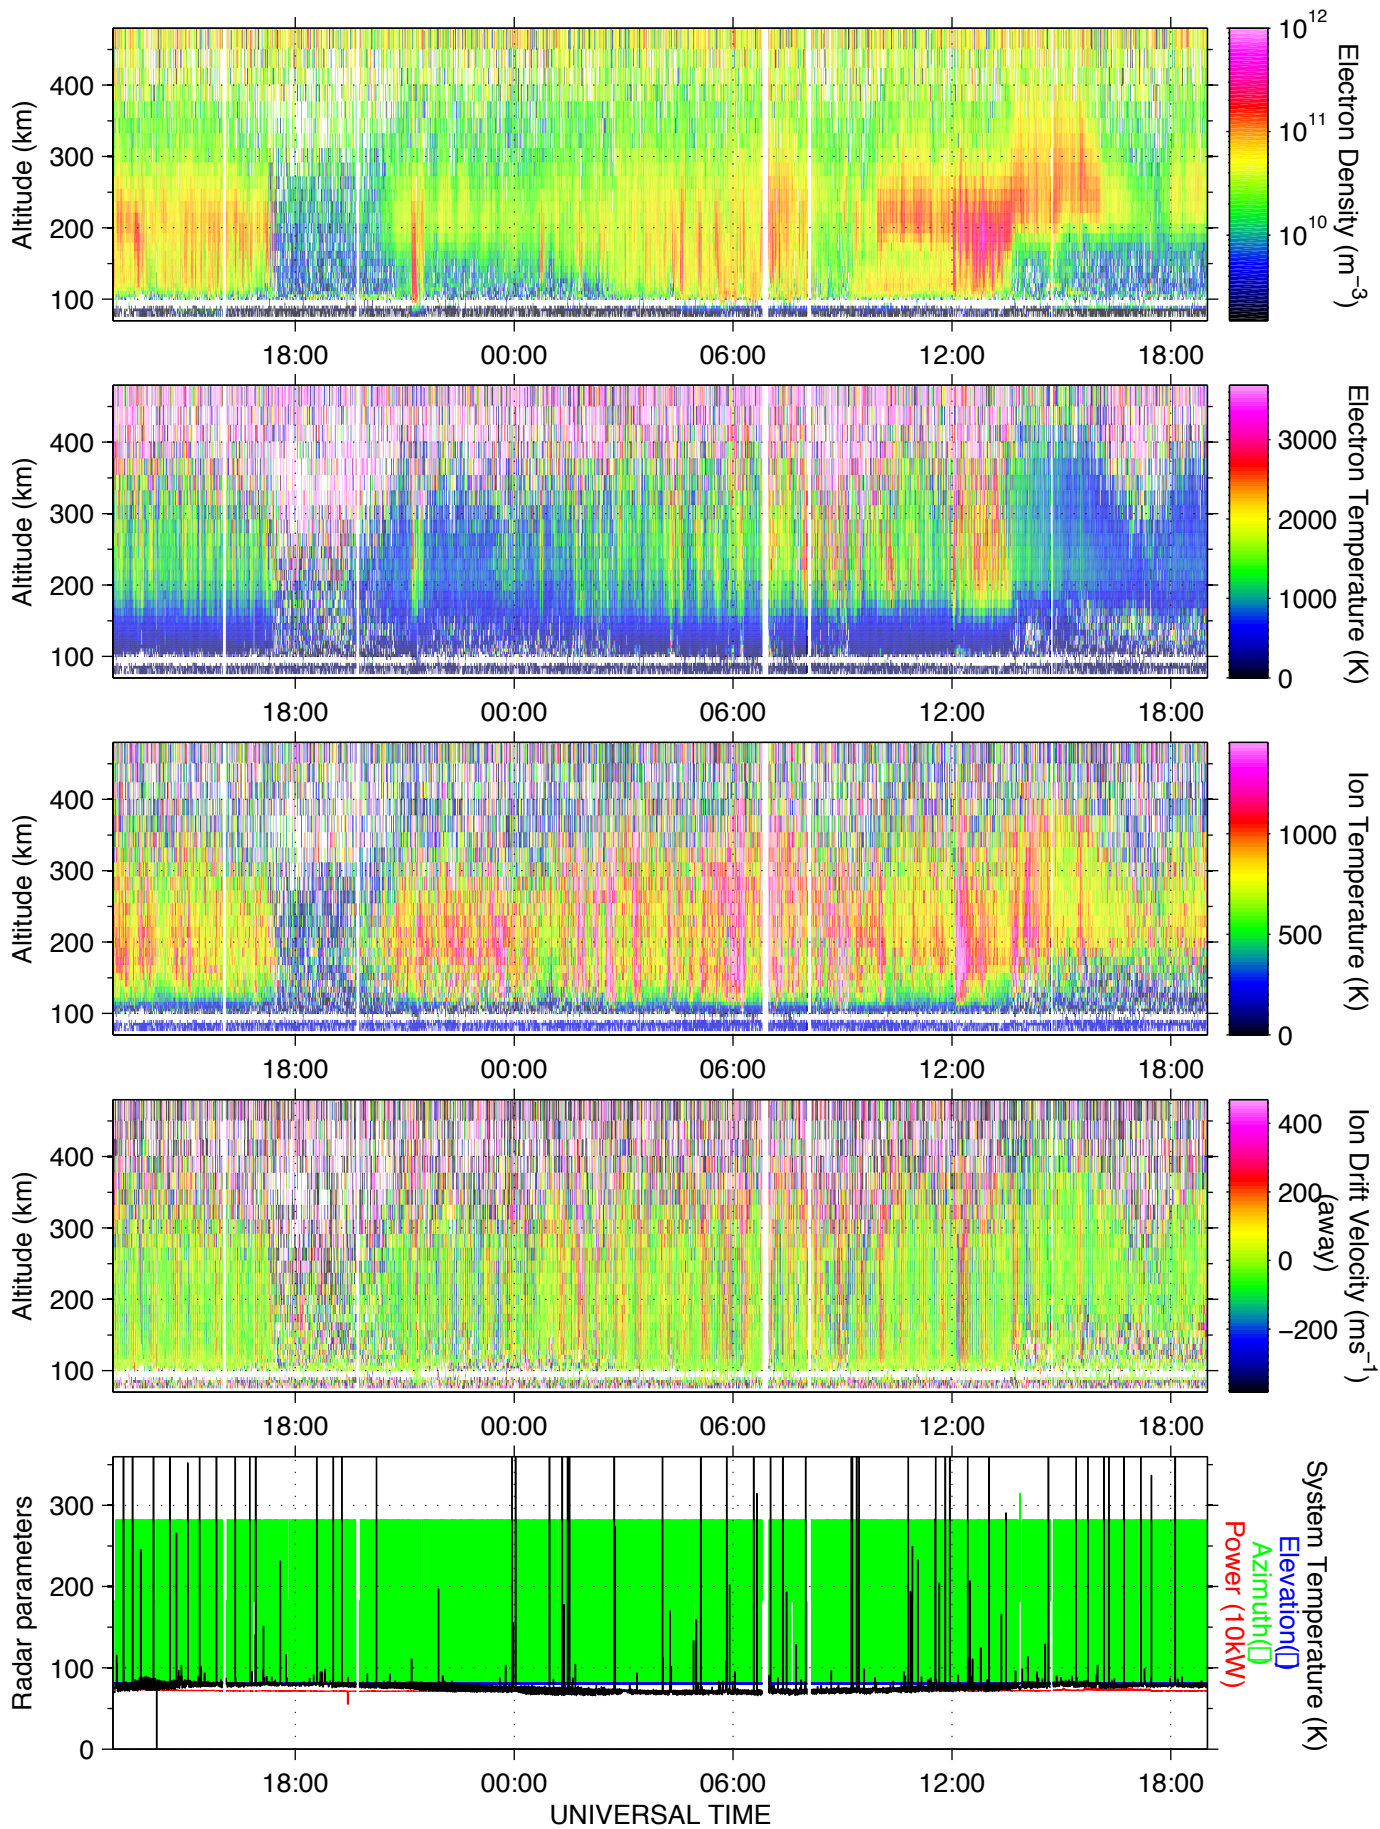 Altitude (km)
400
300
200
100
18:00 00:00 06:00 12:00 18:00
10^12
10^11
10^10
Electron Density (m^−3)
Altitude (km)
400
300
200
100
18:00 00:00 06:00 12:00 18:00
3000
2000
1000
0
Electron Temperature (K)
Altitude (km)
400
300
200
100
18:00 00:00 06:00 12:00 18:00
1000
500
0
Ion Temperature (K)
Altitude (km)
400
300
200
100
18:00 00:00 06:00 12:00 18:00
400
200
0
−200
Ion Drift Velocity (ms^−1)
(away)
Radar parameters
300
200
100
0
18:00 00:00 06:00 12:00 18:00
UNIVERSAL TIME
System Temperature (K)
Elevation(▯)
Azimuth(▯)
Power (10kW)